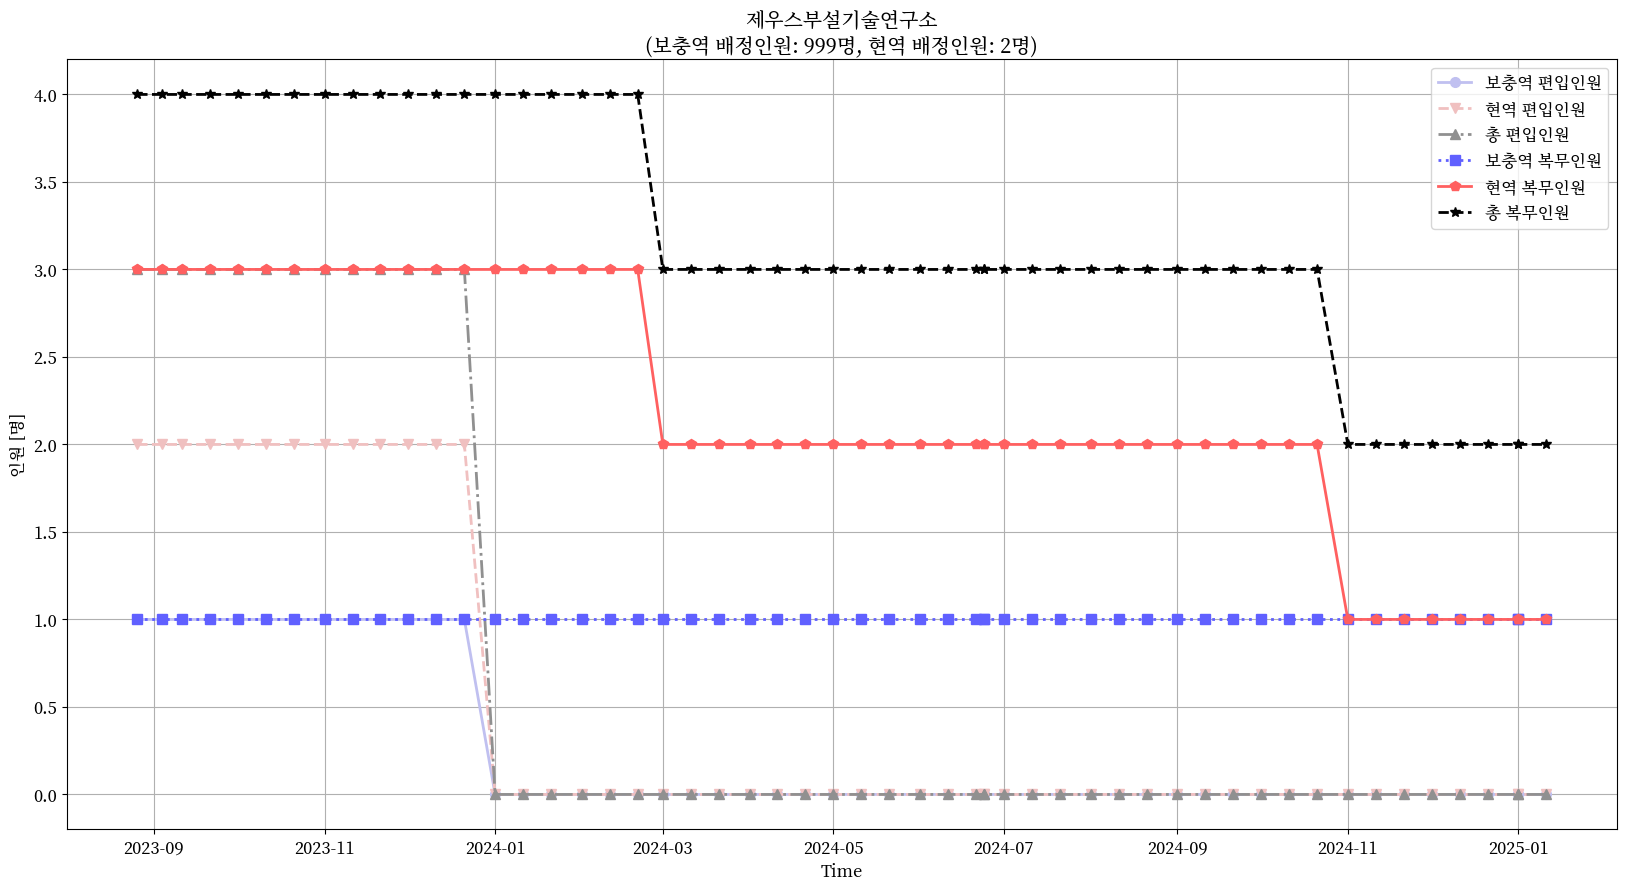 제우스부설기술연구소
(보충역 배정인원: 999명, 현역 배정인원: 2명)
보충역 편입인원
현역 편입인원
총 편입인원
보충역 복무인원
현역 복무인원
총 복무인원
4.0
3.5
3.0
2.5
2.0
1.5
1.0
0.5
0.0
인원 [명]
2023-09
2023-11
2024-01
2024-03
2024-05
2024-07
2024-09
2024-11
2025-01
Time